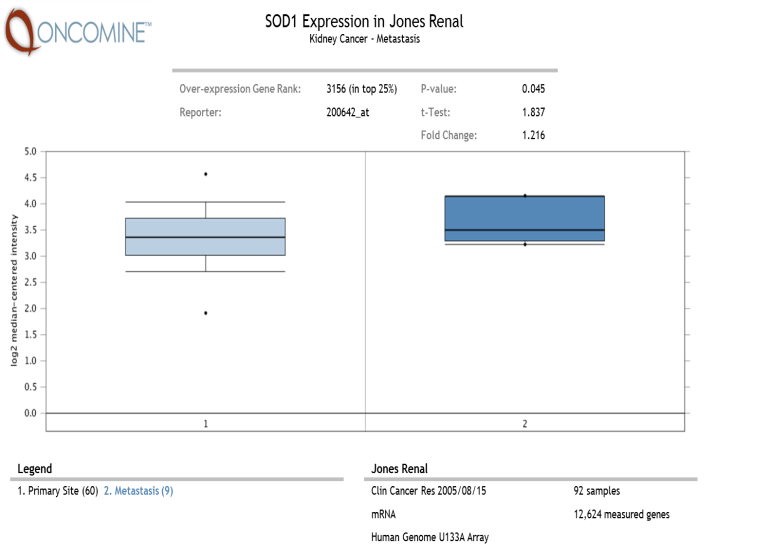 ONCOMINE™
SOD1 Expression in Jones Renal
Kidney Cancer - Metastasis
Over-expression Gene Rank: 3156 (in top 25%) P-value: 0.045
Reporter: 200642_at t-Test: 1.837
Fold Change: 1.216
log2 median-centered intensity
5.0
4.5
4.0
3.5
3.0
2.5
2.0
1.5
1.0
0.5
0.0
1 2
Legend
1. Primary Site (60) 2. Metastasis (9)
Jones Renal
Clin Cancer Res 2005/08/15 92 samples
mRNA 12,624 measured genes
Human Genome U133A Array